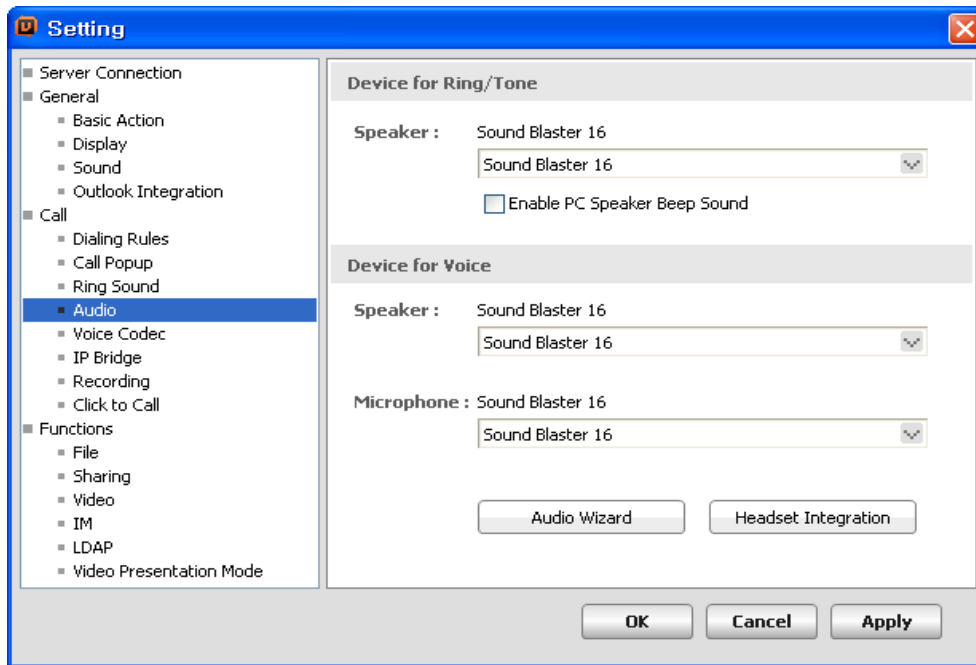 Setting
Server Connection
General
Basic Action
Display
Sound
Outlook Integration
Call
Dialing Rules
Call Popup
Ring Sound
Audio
Voice Codec
IP Bridge
Recording
Click to Call
Functions
File
Sharing
Video
IM
LDAP
Video Presentation Mode
Device for Ring/Tone
Speaker : Sound Blaster 16
Sound Blaster 16
Enable PC Speaker Beep Sound
Device for Voice
Speaker : Sound Blaster 16
Sound Blaster 16
Microphone : Sound Blaster 16
Sound Blaster 16
Audio Wizard Headset Integration
OK Cancel Apply